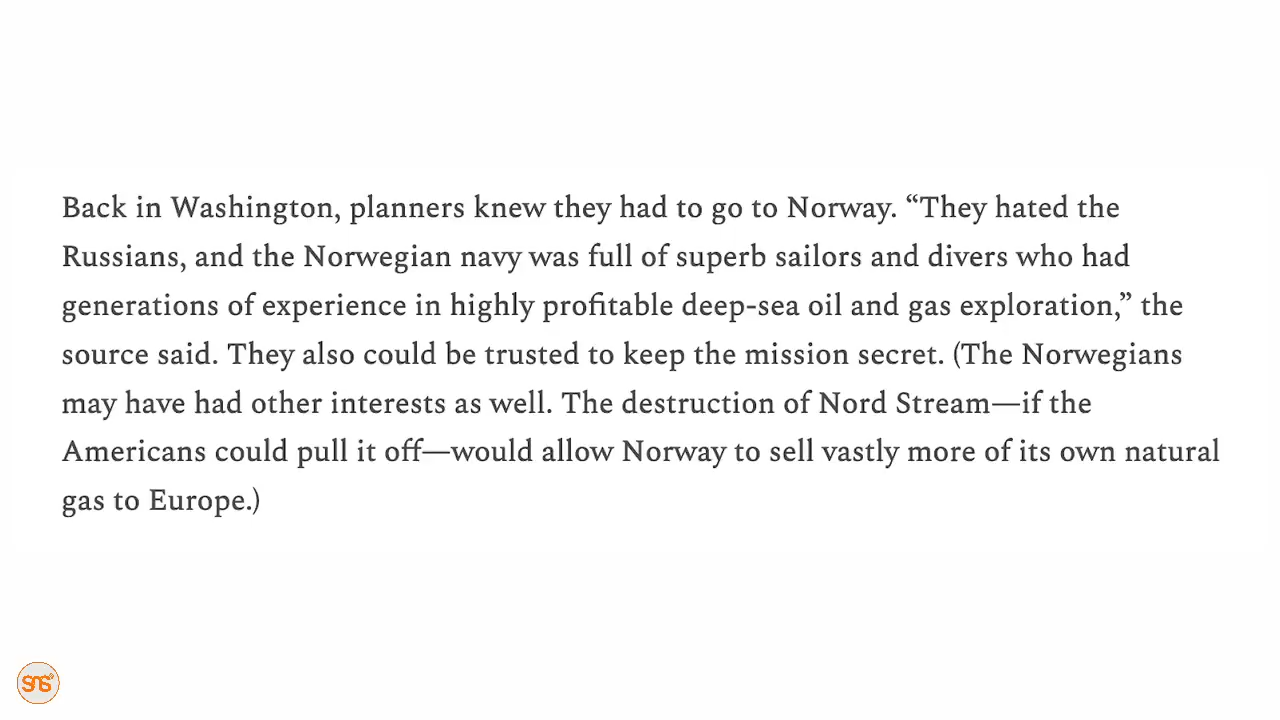 Back in Washington, planners knew they had to go to Norway. “They hated the
Russians, and the Norwegian navy was full of superb sailors and divers who had
generations of experience in highly profitable deep-sea oil and gas exploration,” the
source said. They also could be trusted to keep the mission secret. (The Norwegians
may have had other interests as well. The destruction of Nord Stream—if the
Americans could pull it off—would allow Norway to sell vastly more of its own natural
gas to Europe.)